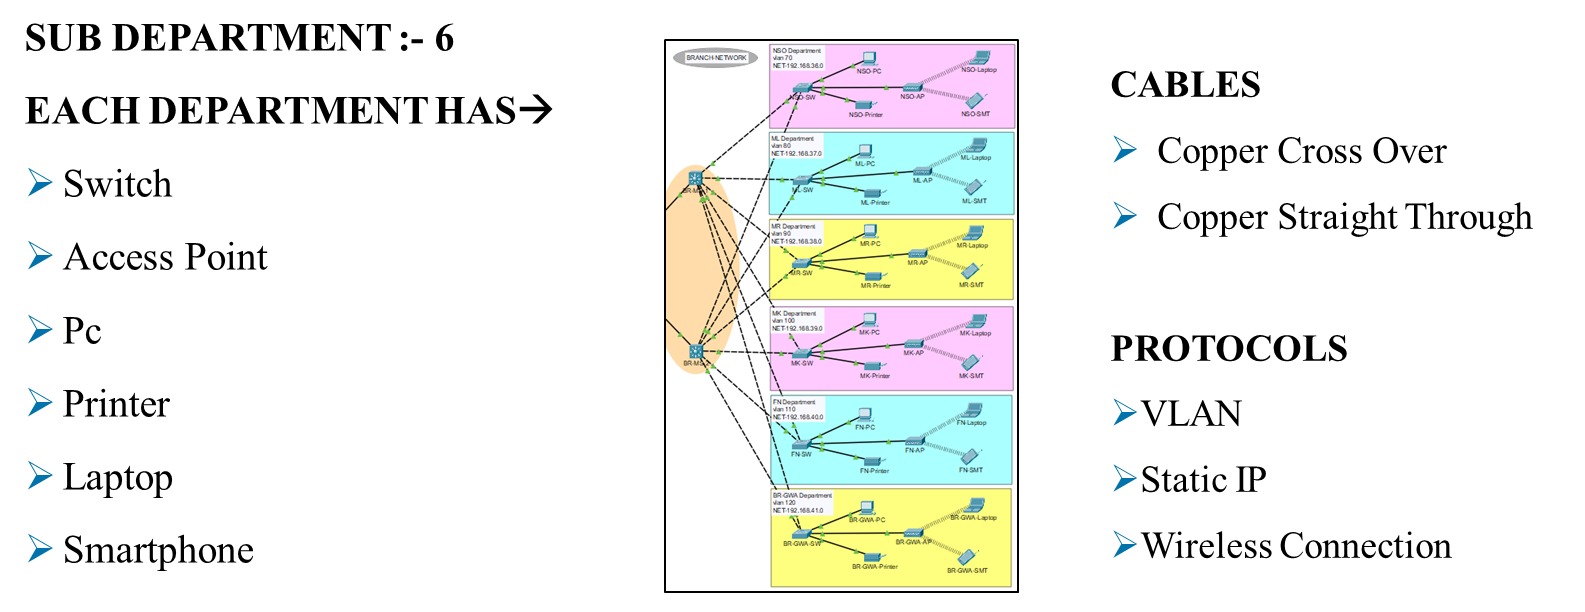 SUB DEPARTMENT :- 6
EACH DEPARTMENT HAS→
Switch
Access Point
Pc
Printer
Laptop
Smartphone
BRANCH-NETWORK
NSO Department
vlan 70
NET-192.168.36.0
NSO-PC
NSO-Laptop
NSO-SW
NSO-AP
NSO-Printer
NSO-SMT
ML Department
vlan 80
NET-192.168.37.0
ML-PC
ML-Laptop
ML-SW
ML-AP
ML-Printer
ML-SMT
MR Department
vlan 90
NET-192.168.38.0
MR-PC
MR-Laptop
MR-SW
MR-AP
MR-Printer
MR-SMT
MK Department
vlan 100
NET-192.168.39.0
MK-PC
MK-Laptop
MK-SW
MK-AP
MK-Printer
MK-SMT
FN Department
vlan 110
NET-192.168.40.0
FN-PC
FN-Laptop
FN-SW
FN-AP
FN-Printer
FN-SMT
BR-GWA Department
vlan 120
NET-192.168.41.0
BR-GWA-PC
BR-GWA-Laptop
BR-GWA-SW
BR-GWA-AP
BR-GWA-Printer
BR-GWA-SMT
CABLES
Copper Cross Over
Copper Straight Through
PROTOCOLS
VLAN
Static IP
Wireless Connection